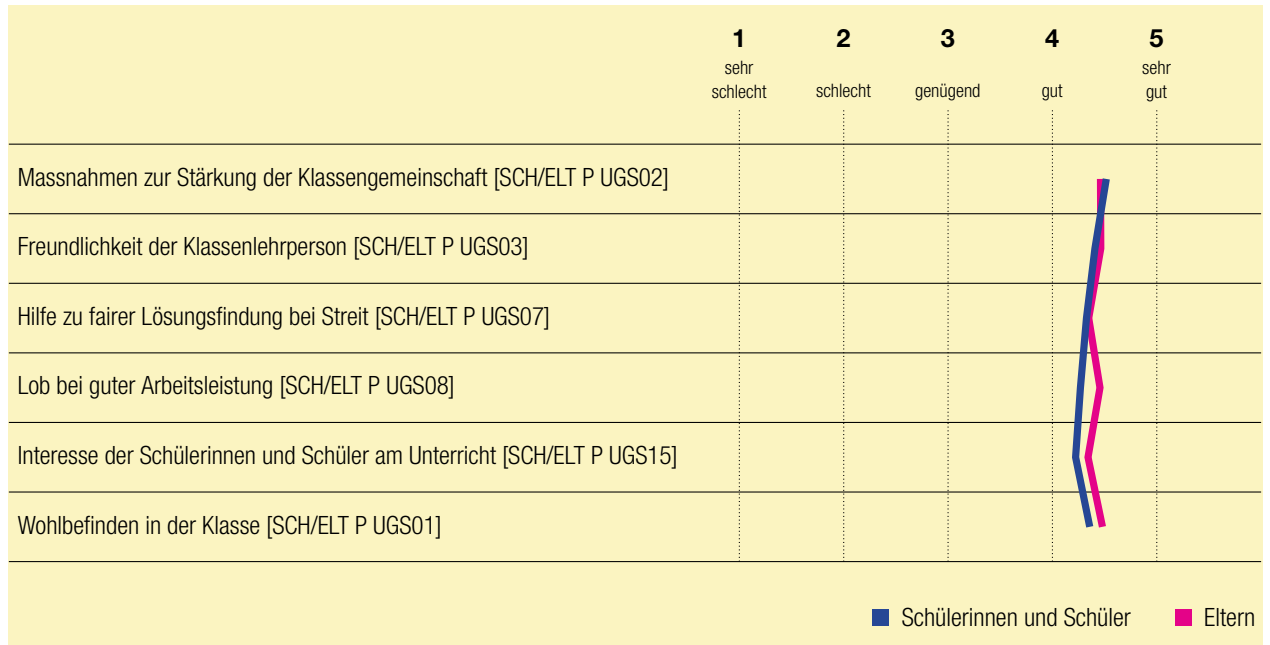 1 2 3 4 5
sehr schlecht schlecht genügend gut sehr gut
Massnahmen zur Stärkung der Klassengemeinschaft [SCH/ELT P UGS02]
Freundlichkeit der Klassenlehrperson [SCH/ELT P UGS03]
Hilfe zu fairer Lösungsfindung bei Streit [SCH/ELT P UGS07]
Lob bei guter Arbeitsleistung [SCH/ELT P UGS08]
Interesse der Schülerinnen und Schüler am Unterricht [SCH/ELT P UGS15]
Wohlbefinden in der Klasse [SCH/ELT P UGS01]
Schülerinnen und Schüler Eltern